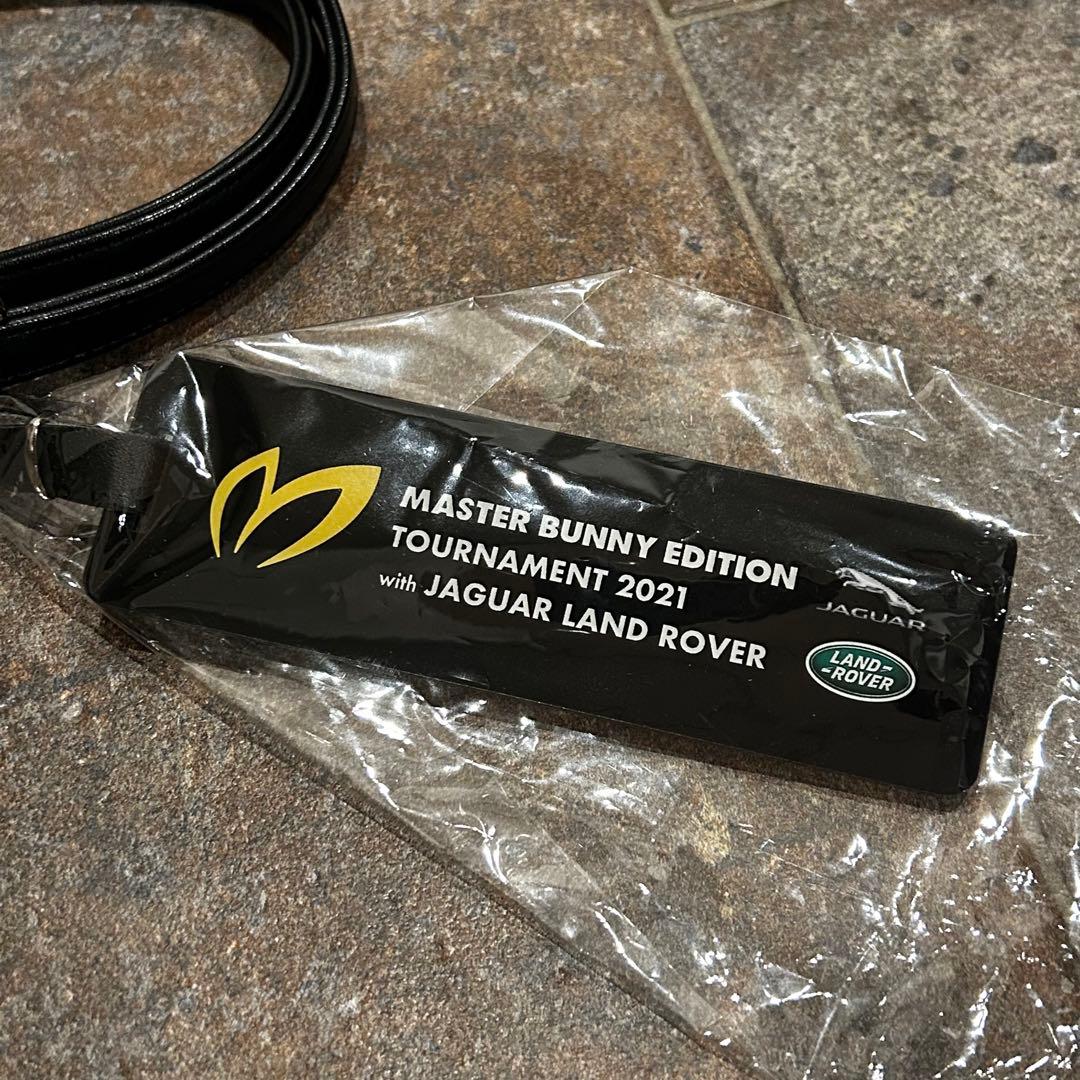 MASTER BUNNY EDITION
TOURNAMENT 2021
with JAGUAR LAND ROVER
JAGUAR
LAND-
-ROVER